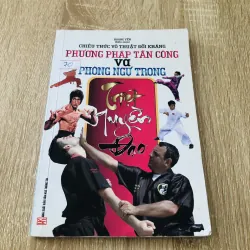 CHIÊU THỨC VÕ THUẬT ĐỐI KHÁNG
PHƯƠNG PHÁP TẤN CÔNG
VÀ
PHÒNG NGỰ TRONG
Triệt
Quyền
Đạo